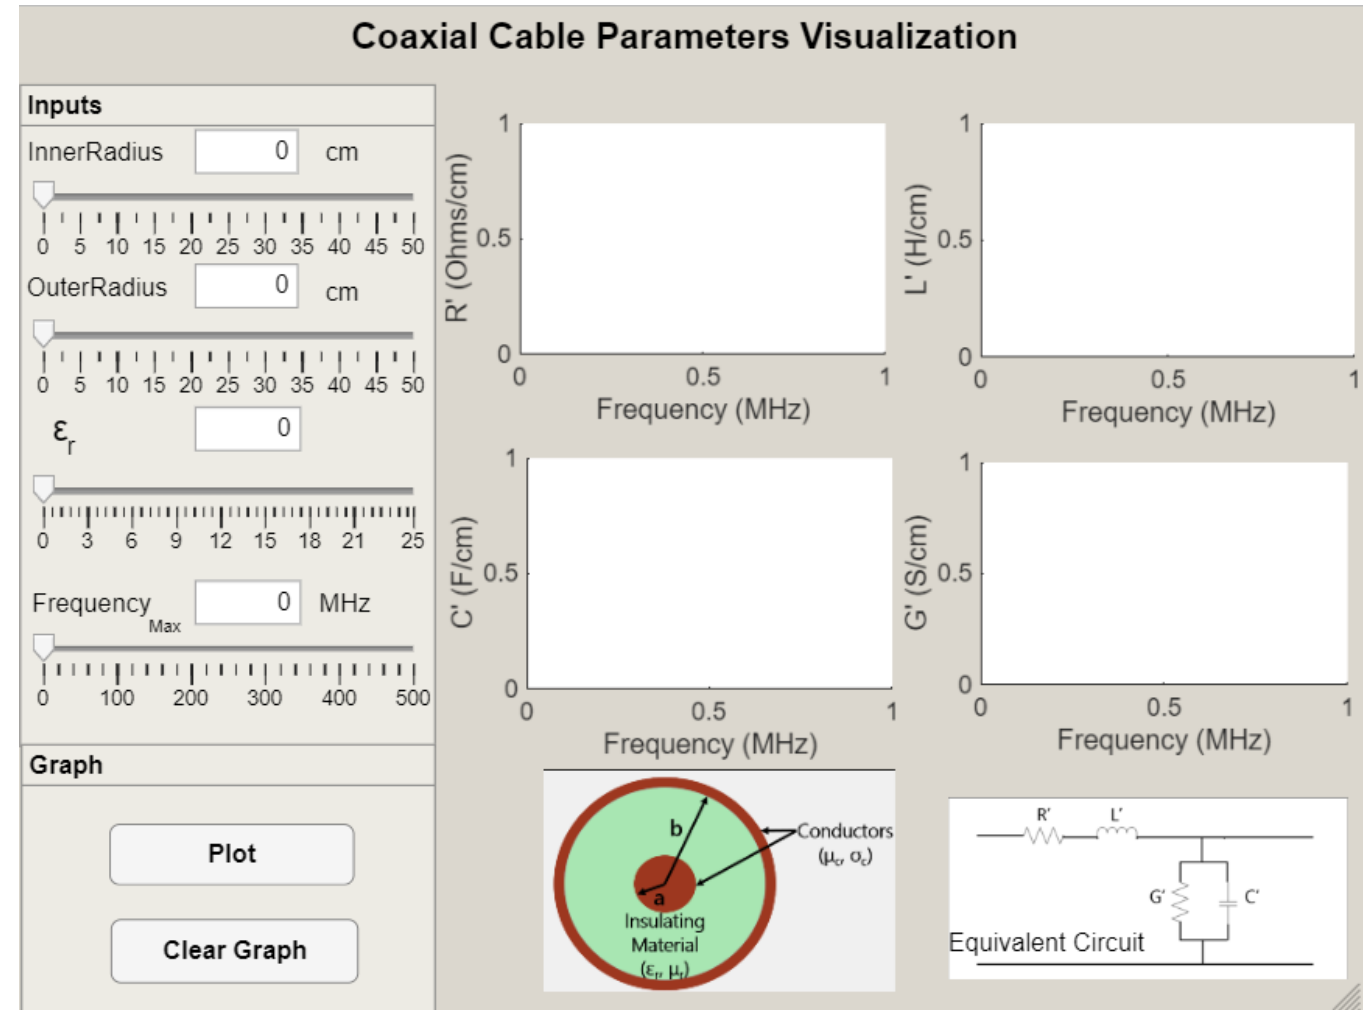 Coaxial Cable Parameters Visualization
Inputs
InnerRadius 0 cm
0 5 10 15 20 25 30 35 40 45 50
OuterRadius 0 cm
0 5 10 15 20 25 30 35 40 45 50
εr 0
0 3 6 9 12 15 18 21 25
FrequencyMax 0 MHz
0 100 200 300 400 500
Graph
Plot
Clear Graph
R' (Ohms/cm)
1
0.5
0
0 0.5 1
Frequency (MHz)
L' (H/cm)
1
0.5
0
0 0.5 1
Frequency (MHz)
C' (F/cm)
1
0.5
0
0 0.5 1
Frequency (MHz)
G' (S/cm)
1
0.5
0
0 0.5 1
Frequency (MHz)
b
Conductors
(μc, σc)
a
Insulating
Material
(εr, μr)
R' L'
G' C'
Equivalent Circuit